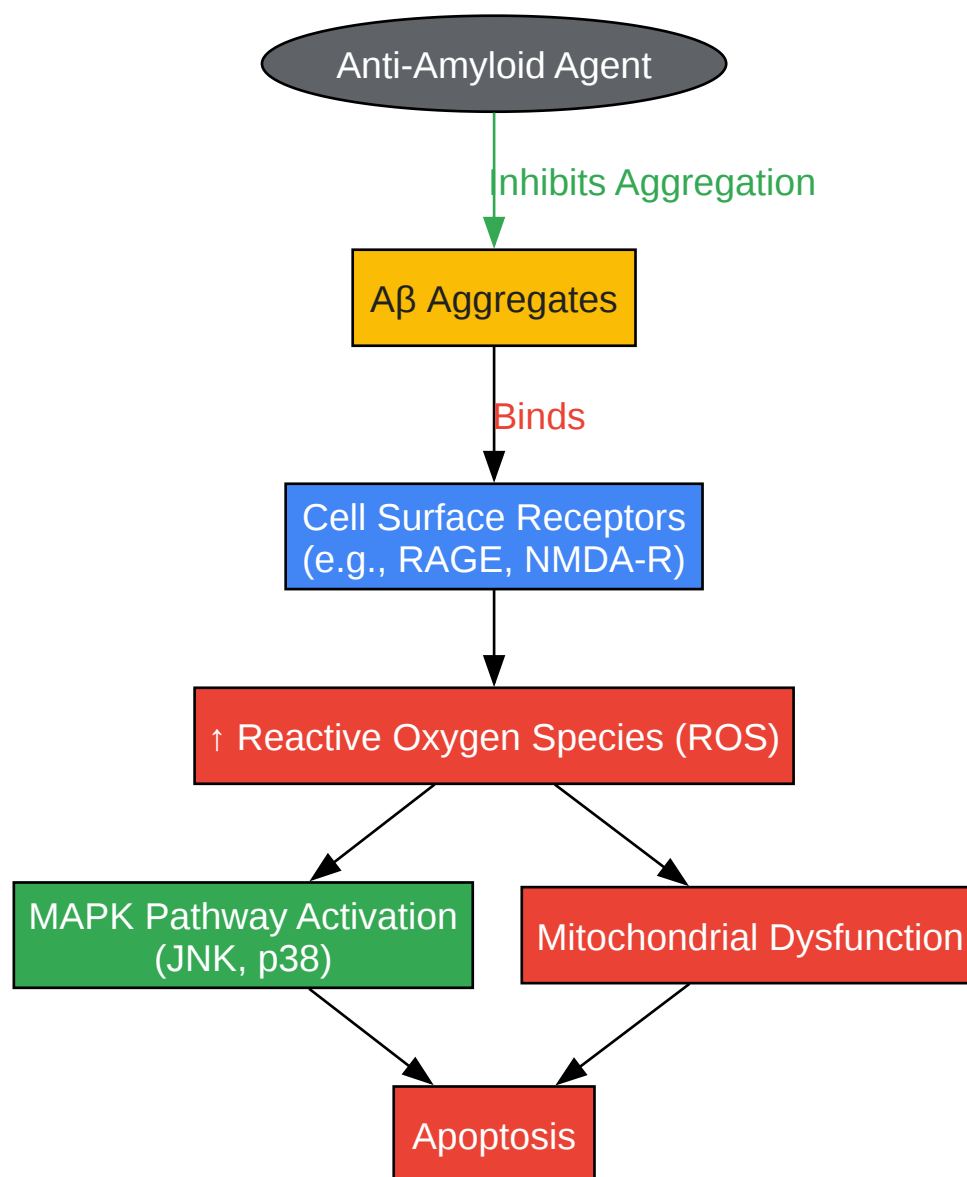 Anti-Amyloid Agent
Inhibits Aggregation
Aβ Aggregates
Binds
Cell Surface Receptors
(e.g., RAGE, NMDA-R)
↑ Reactive Oxygen Species (ROS)
MAPK Pathway Activation
(JNK, p38)
Mitochondrial Dysfunction
Apoptosis